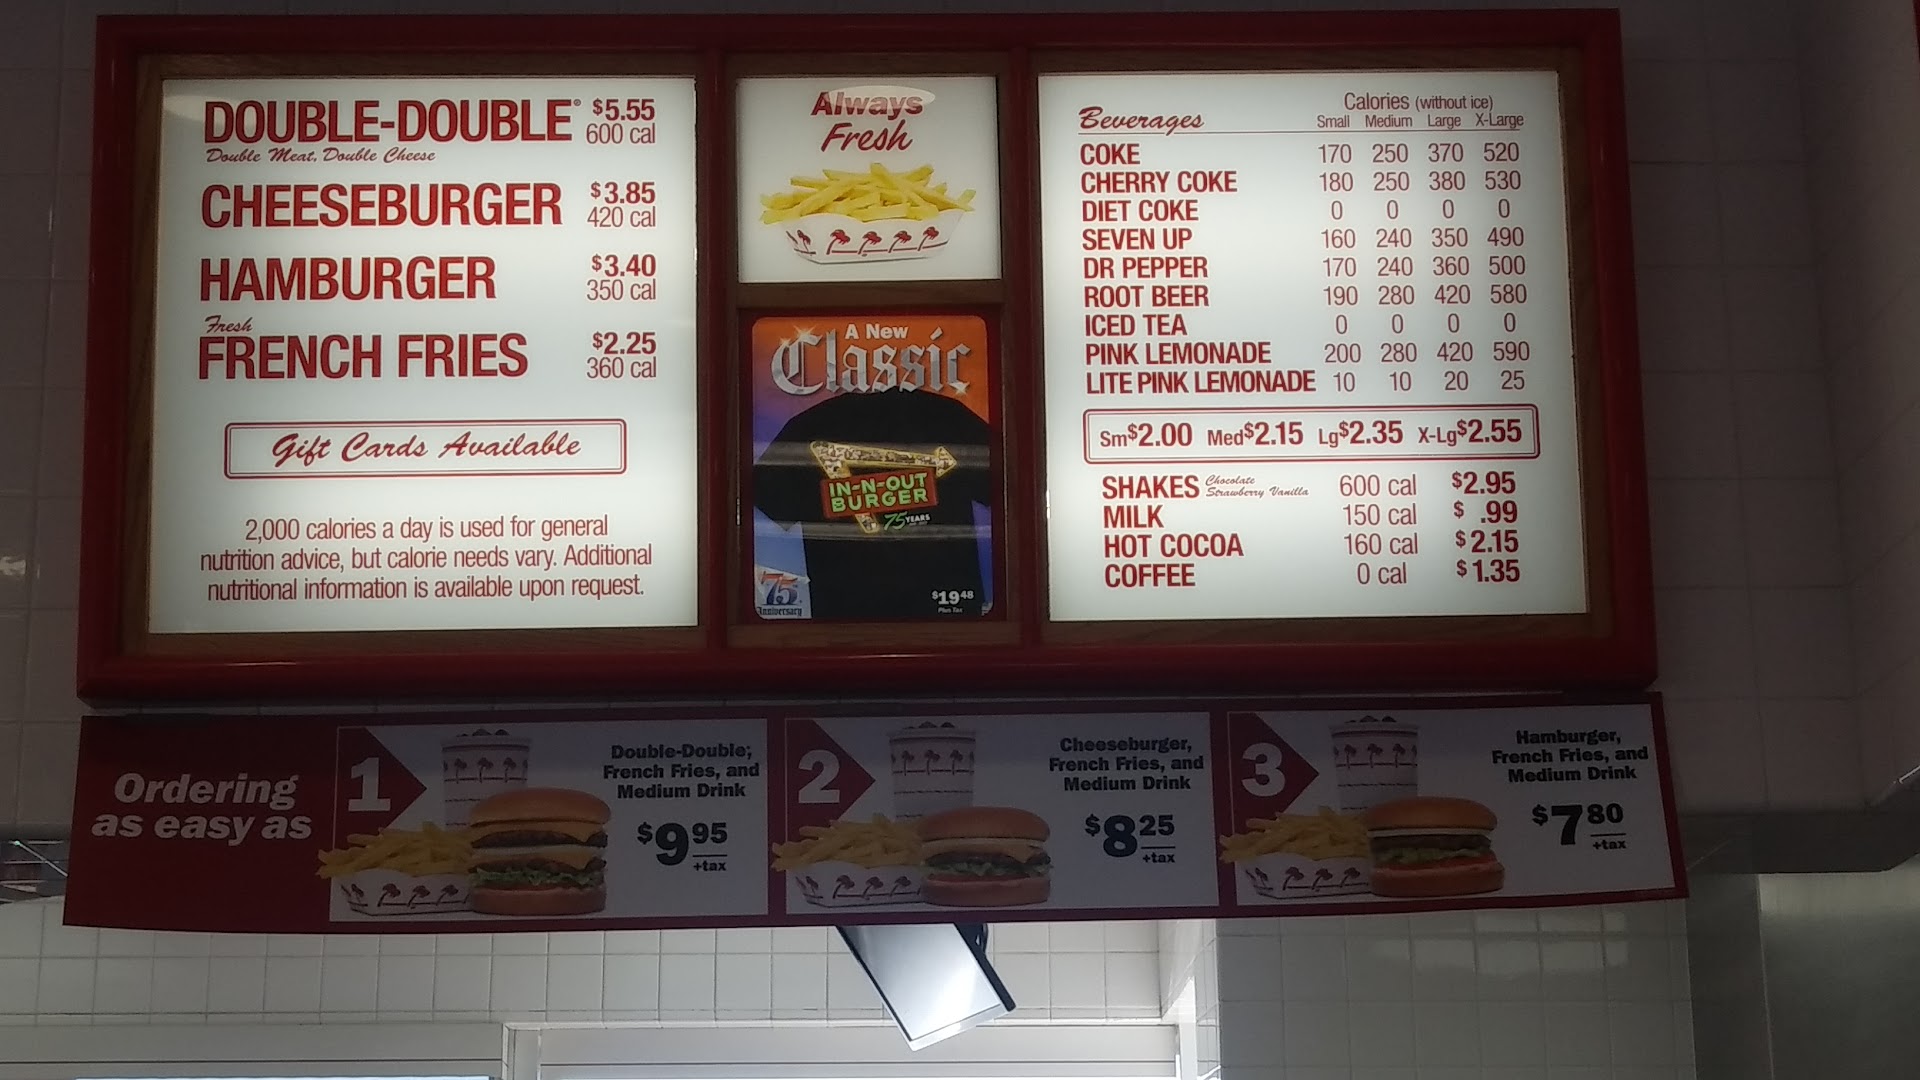 DOUBLE-DOUBLE® $5.55
Double Meat, Double Cheese 600 cal
CHEESEBURGER $3.85
420 cal
HAMBURGER $3.40
350 cal
Fresh
FRENCH FRIES $2.25
360 cal
Gift Cards Available
2,000 calories a day is used for general
nutrition advice, but calorie needs vary. Additional
nutritional information is available upon request.
Always
Fresh
A New
Classic
IN-N-OUT
BURGER
75 YEARS
75
Anniversary
$19.48
Plus Tax
Beverages Calories (without ice)
Small Medium Large X-Large
COKE 170 250 370 520
CHERRY COKE 180 250 380 530
DIET COKE 0 0 0 0
SEVEN UP 160 240 350 490
DR PEPPER 170 240 360 500
ROOT BEER 190 280 420 580
ICED TEA 0 0 0 0
PINK LEMONADE 200 280 420 590
LITE PINK LEMONADE 10 10 20 25
Sm$2.00 Med$2.15 Lg$2.35 X-Lg$2.55
SHAKES Chocolate Strawberry Vanilla 600 cal $2.95
MILK 150 cal $ .99
HOT COCOA 160 cal $2.15
COFFEE 0 cal $1.35
Ordering
as easy as
1
Double-Double,
French Fries, and
Medium Drink
$9.95
+tax
2
Cheeseburger,
French Fries, and
Medium Drink
$8.25
+tax
3
Hamburger,
French Fries, and
Medium Drink
$7.80
+tax